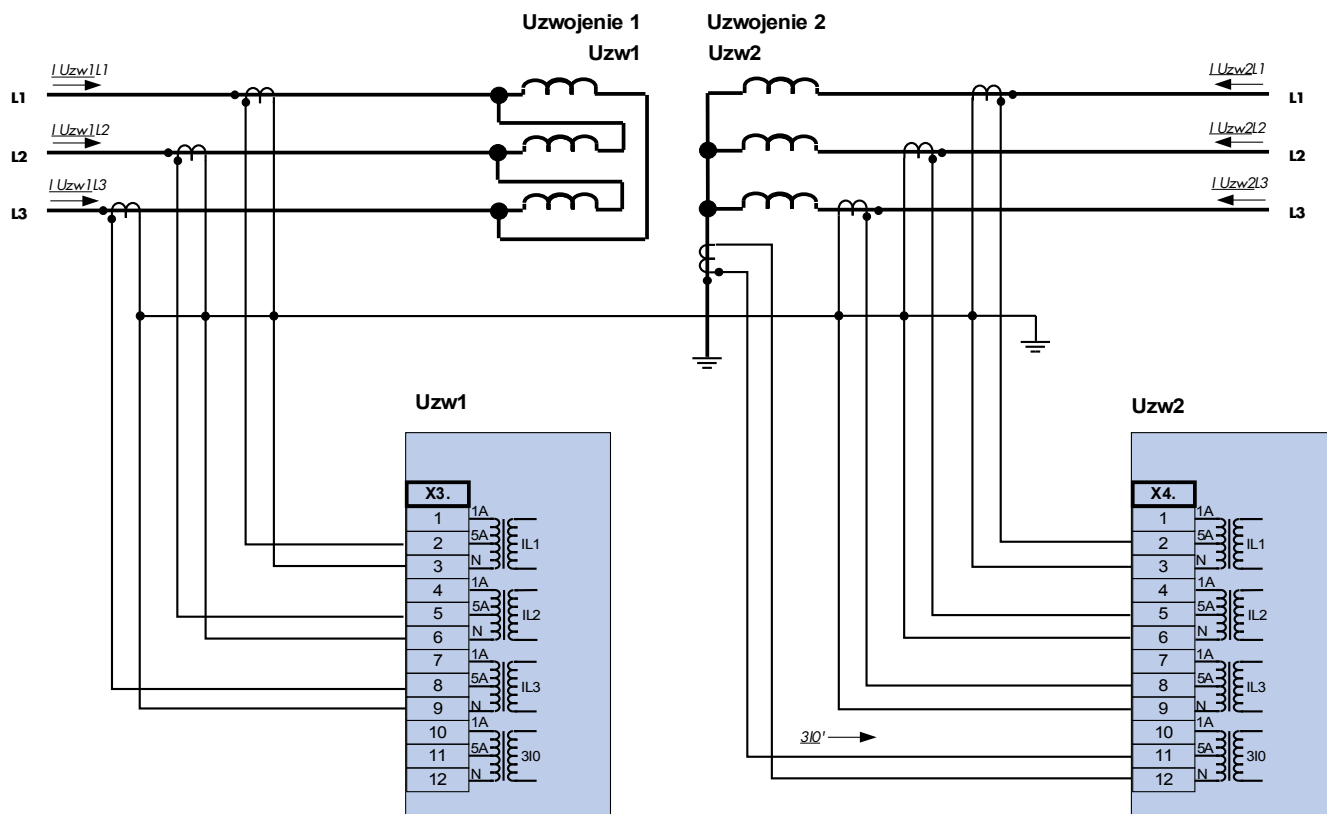 Uzwojenie 1
Uzw1
Uzwojenie 2
Uzw2
I Uzw1L1
L1
I Uzw1L2
L2
I Uzw1L3
L3
I Uzw2L1
L1
I Uzw2L2
L2
I Uzw2L3
L3
Uzw1
X3.
1 1A
2 5A IL1
3 N
4 1A
5 5A IL2
6 N
7 1A
8 5A IL3
9 N
10 1A
11 5A 3I0
12 N
3I0'
Uzw2
X4.
1 1A
2 5A IL1
3 N
4 1A
5 5A IL2
6 N
7 1A
8 5A IL3
9 N
10 1A
11 5A 3I0
12 N